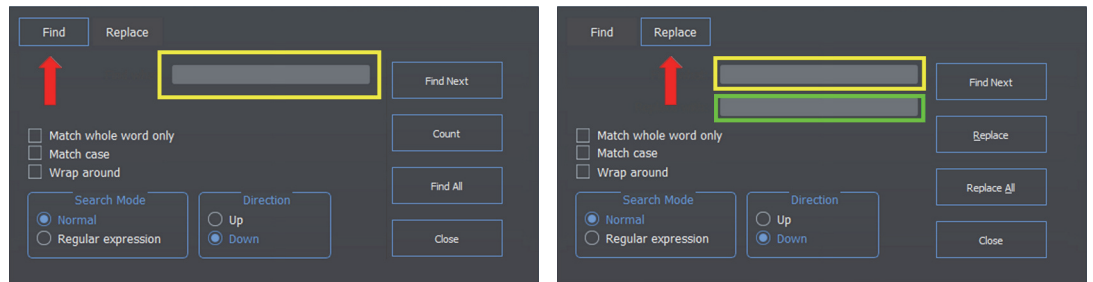 Find Replace
Find Next
Match whole word only
Count
Match case
Wrap around
Find All
Search Mode Direction
Normal Up
Regular expression Down
Close
Find Replace
Find Next
Match whole word only
Replace
Match case
Wrap around
Replace All
Search Mode Direction
Normal Up
Regular expression Down
Close